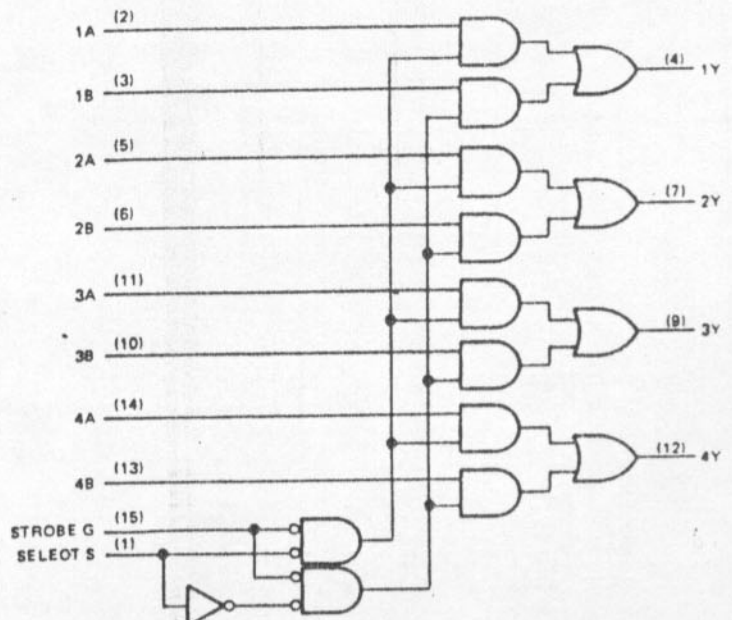 1A (2)
(4) 1Y
1B (3)
2A (5)
(7) 2Y
2B (6)
3A (11)
(9) 3Y
3B (10)
4A (14)
(12) 4Y
4B (13)
STROBE G (15)
SELEOT S (1)